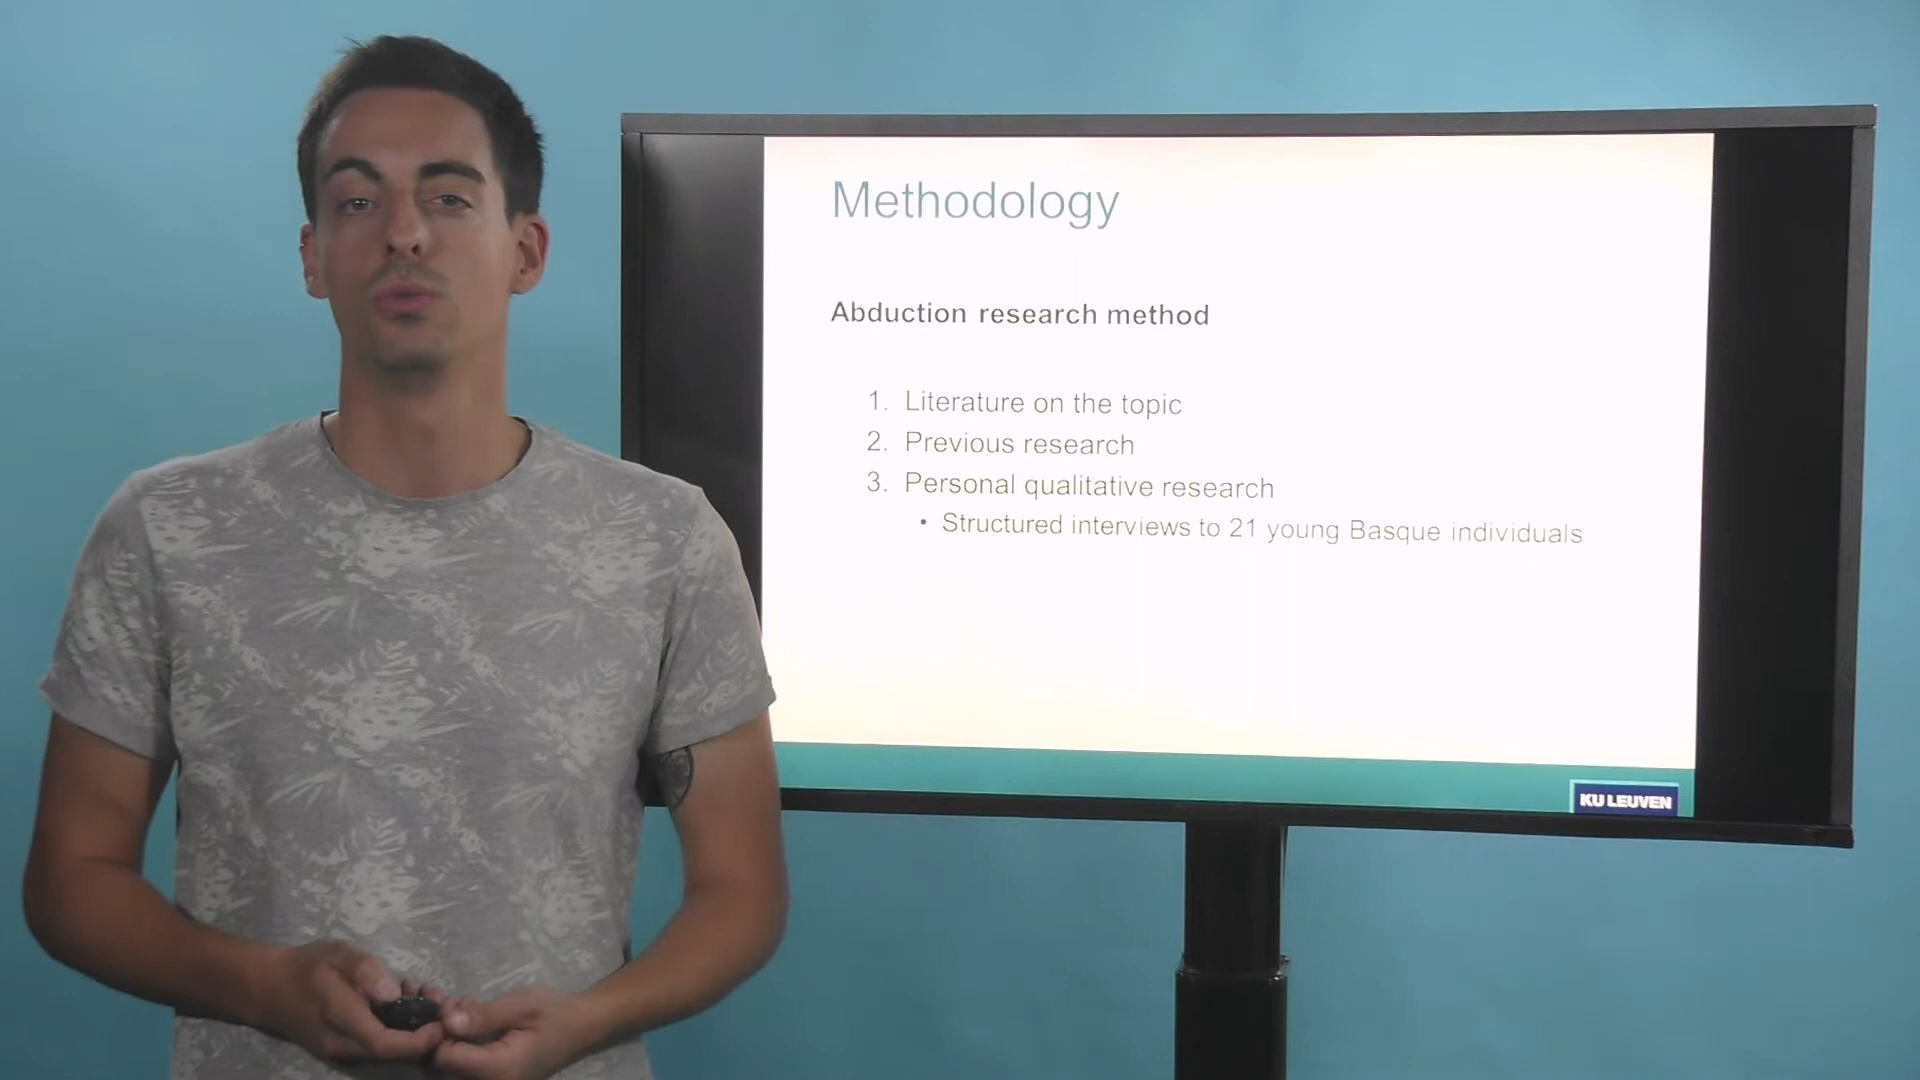 Methodology
Abduction research method
1. Literature on the topic
2. Previous research
3. Personal qualitative research
• Structured interviews to 21 young Basque individuals
KU LEUVEN